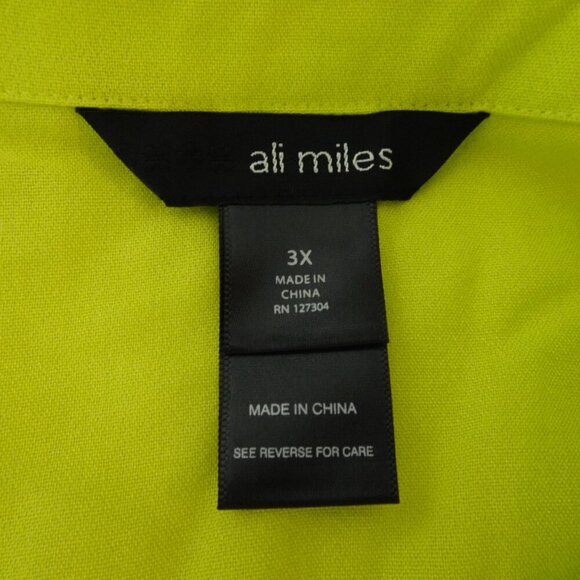 ali miles
3X
MADE IN
CHINA
RN 127304
MADE IN CHINA
SEE REVERSE FOR CARE